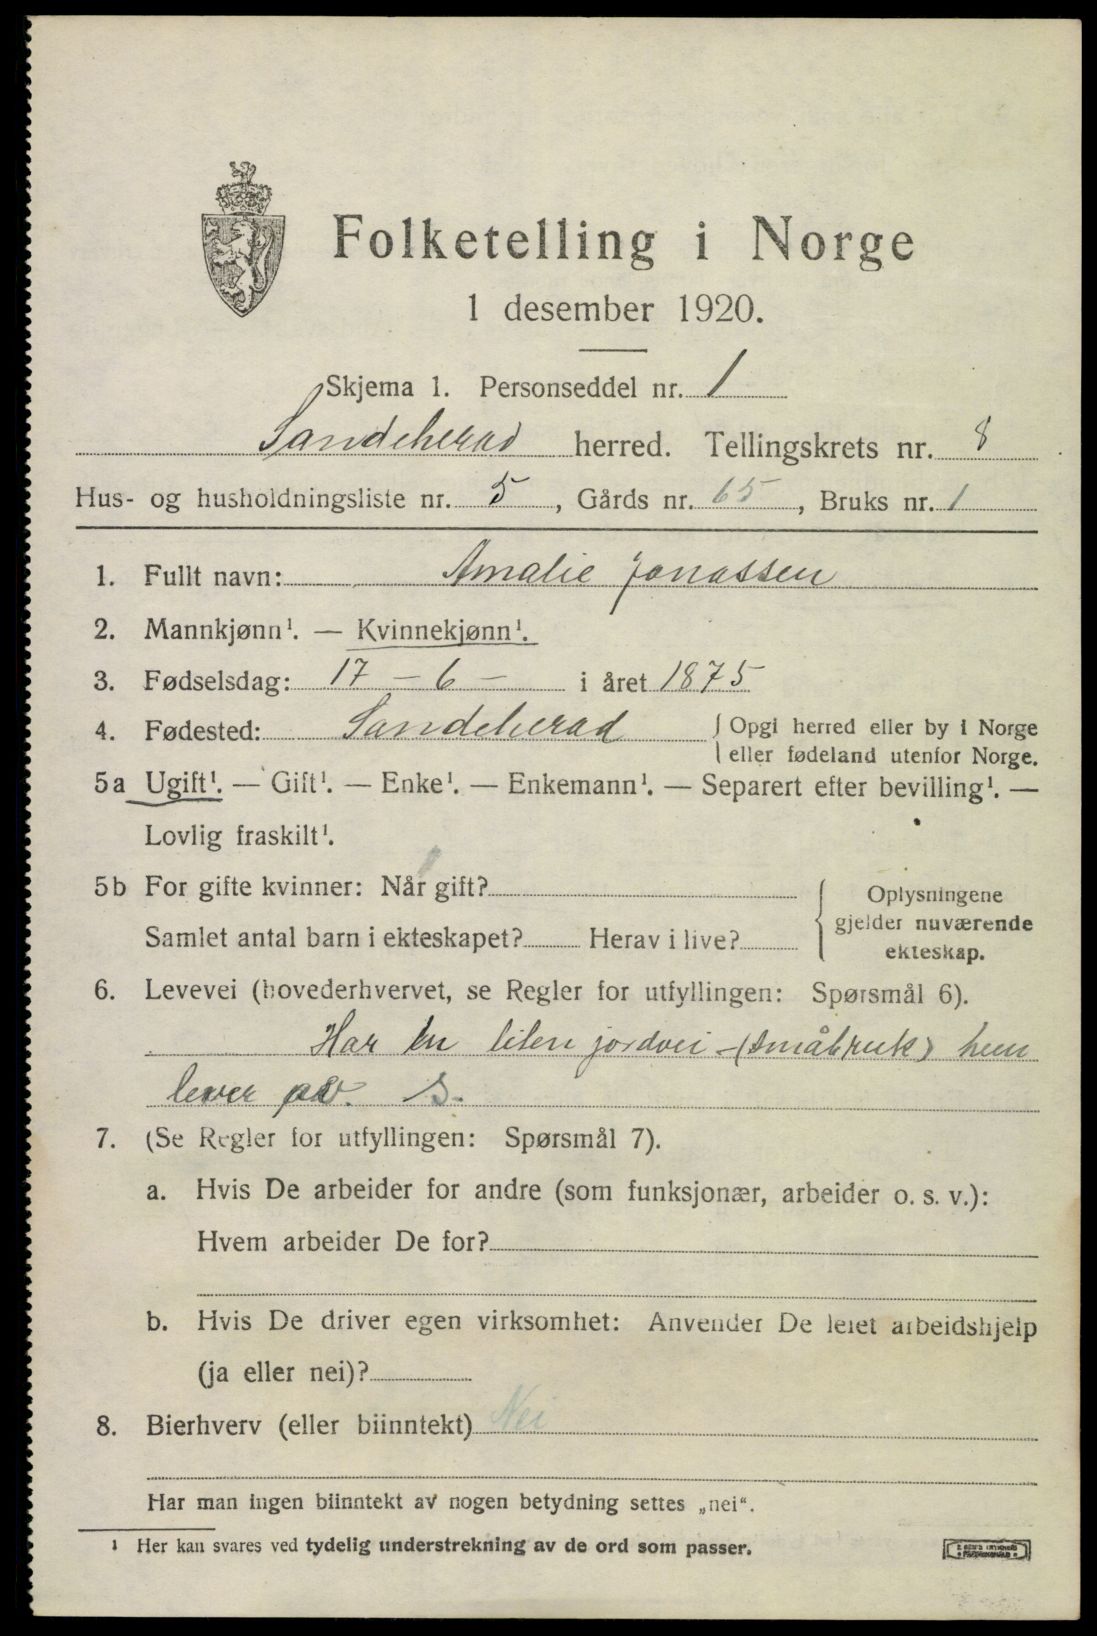 Folketelling i Norge
1 desember 1920.
Skjema 1. Personseddel nr. 1
Sandeherad herred. Tellingskrets nr. 8
Hus- og husholdningsliste nr. 5, Gårds nr. 65, Bruks nr. 1
1. Fullt navn: Amalie Jonassen
2. Mannkjønn¹. — Kvinnekjønn¹.
3. Fødselsdag: 17 – 6 – i året 1875
4. Fødested: Sandeherad { Opgi herred eller by i Norge
eller fødeland utenfor Norge.
5a Ugift¹. — Gift¹. — Enke¹. — Enkemann¹. — Separert efter bevilling¹. —
Lovlig fraskilt¹.
5b For gifte kvinner: Når gift?
Samlet antal barn i ekteskapet? Herav i live?
{ Oplysningene
gjelder nuværende
ekteskap.
6. Levevei (hovederhvervet, se Regler for utfyllingen: Spørsmål 6).
Har en liten jordvei – (småbruk) hun
lever av. S.
7. (Se Regler for utfyllingen: Spørsmål 7).
a. Hvis De arbeider for andre (som funksjonær, arbeider o. s. v.):
Hvem arbeider De for?
b. Hvis De driver egen virksomhet: Anvender De leiet arbeidshjelp
(ja eller nei)?
8. Bierhverv (eller biinntekt) Nei
Har man ingen biinntekt av nogen betydning settes „nei“.
¹ Her kan svares ved tydelig understrekning av de ord som passer.